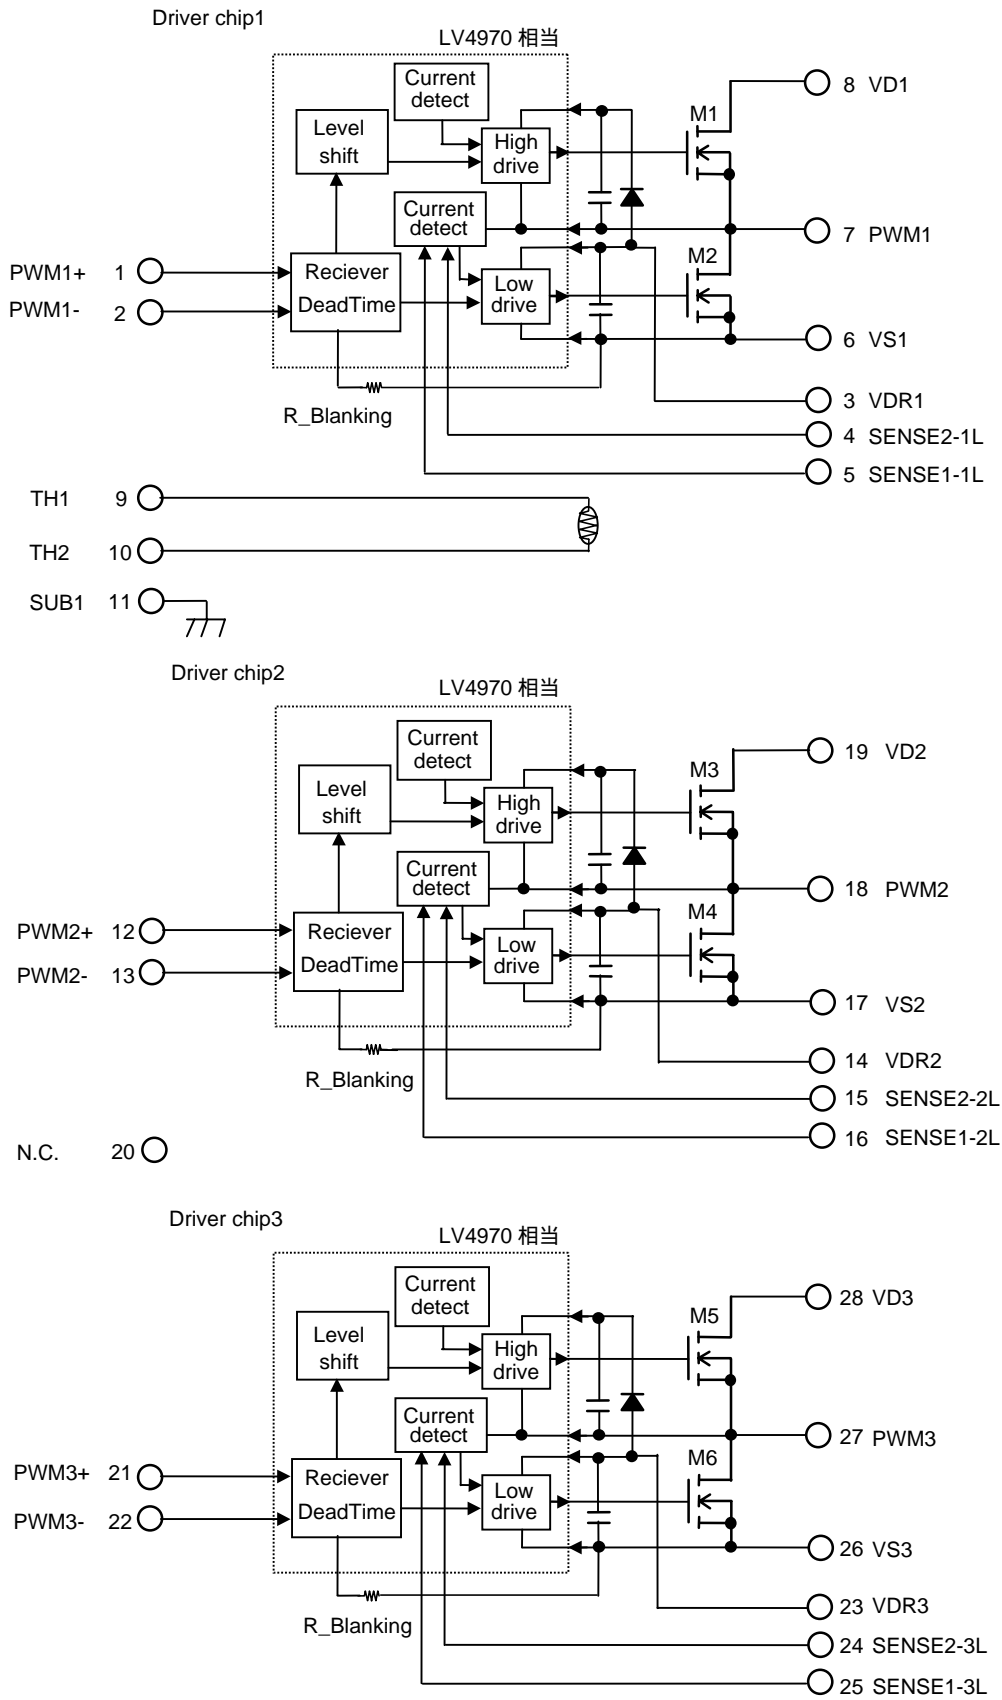 Driver chip1
LV4970 相当
Current
detect
8 VD1
M1
Level
shift
High
drive
Current
detect
7 PWM1
M2
PWM1+ 1
Reciever
DeadTime
Low
drive
PWM1- 2
6 VS1
R_Blanking
3 VDR1
4 SENSE2-1L
5 SENSE1-1L
TH1 9
TH2 10
SUB1 11
Driver chip2
LV4970 相当
Current
detect
19 VD2
M3
Level
shift
High
drive
Current
detect
18 PWM2
M4
PWM2+ 12
Reciever
DeadTime
Low
drive
PWM2- 13
17 VS2
R_Blanking
14 VDR2
15 SENSE2-2L
16 SENSE1-2L
N.C. 20
Driver chip3
LV4970 相当
Current
detect
28 VD3
M5
Level
shift
High
drive
Current
detect
27 PWM3
M6
PWM3+ 21
Reciever
DeadTime
Low
drive
PWM3- 22
26 VS3
R_Blanking
23 VDR3
24 SENSE2-3L
25 SENSE1-3L